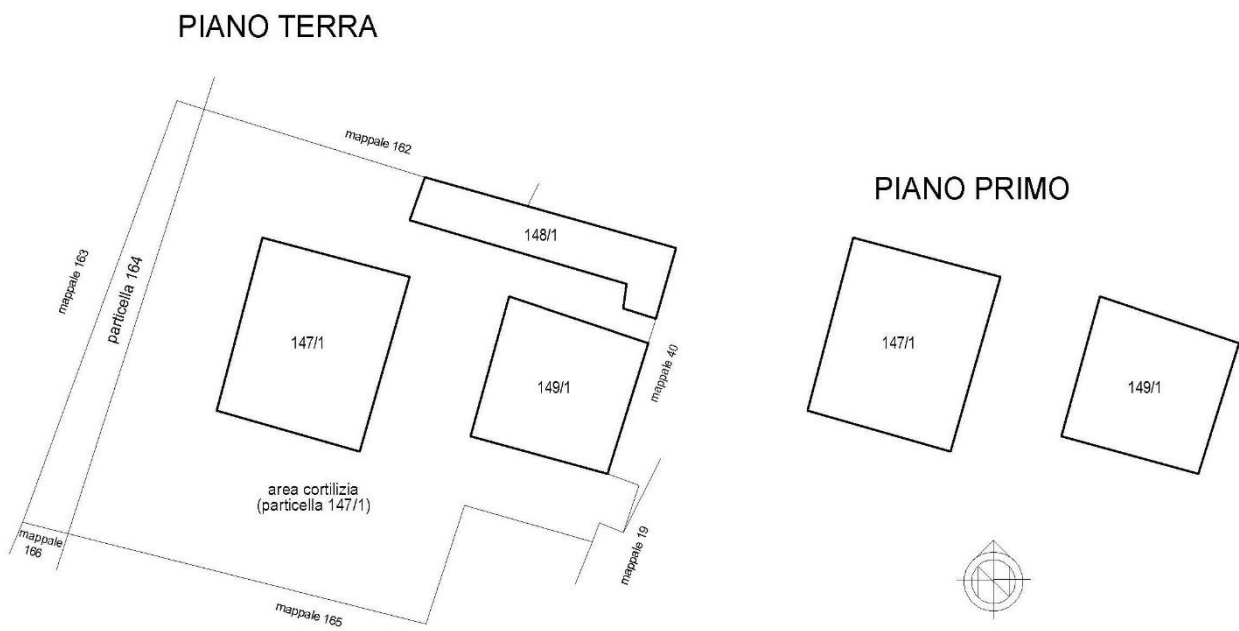 PIANO TERRA
mappale 162
148/1
mappale 163
particella 164
147/1
149/1
mappale 40
area cortilizia
(particella 147/1)
mappale
166
mappale 19
mappale 165
PIANO PRIMO
147/1
149/1
N